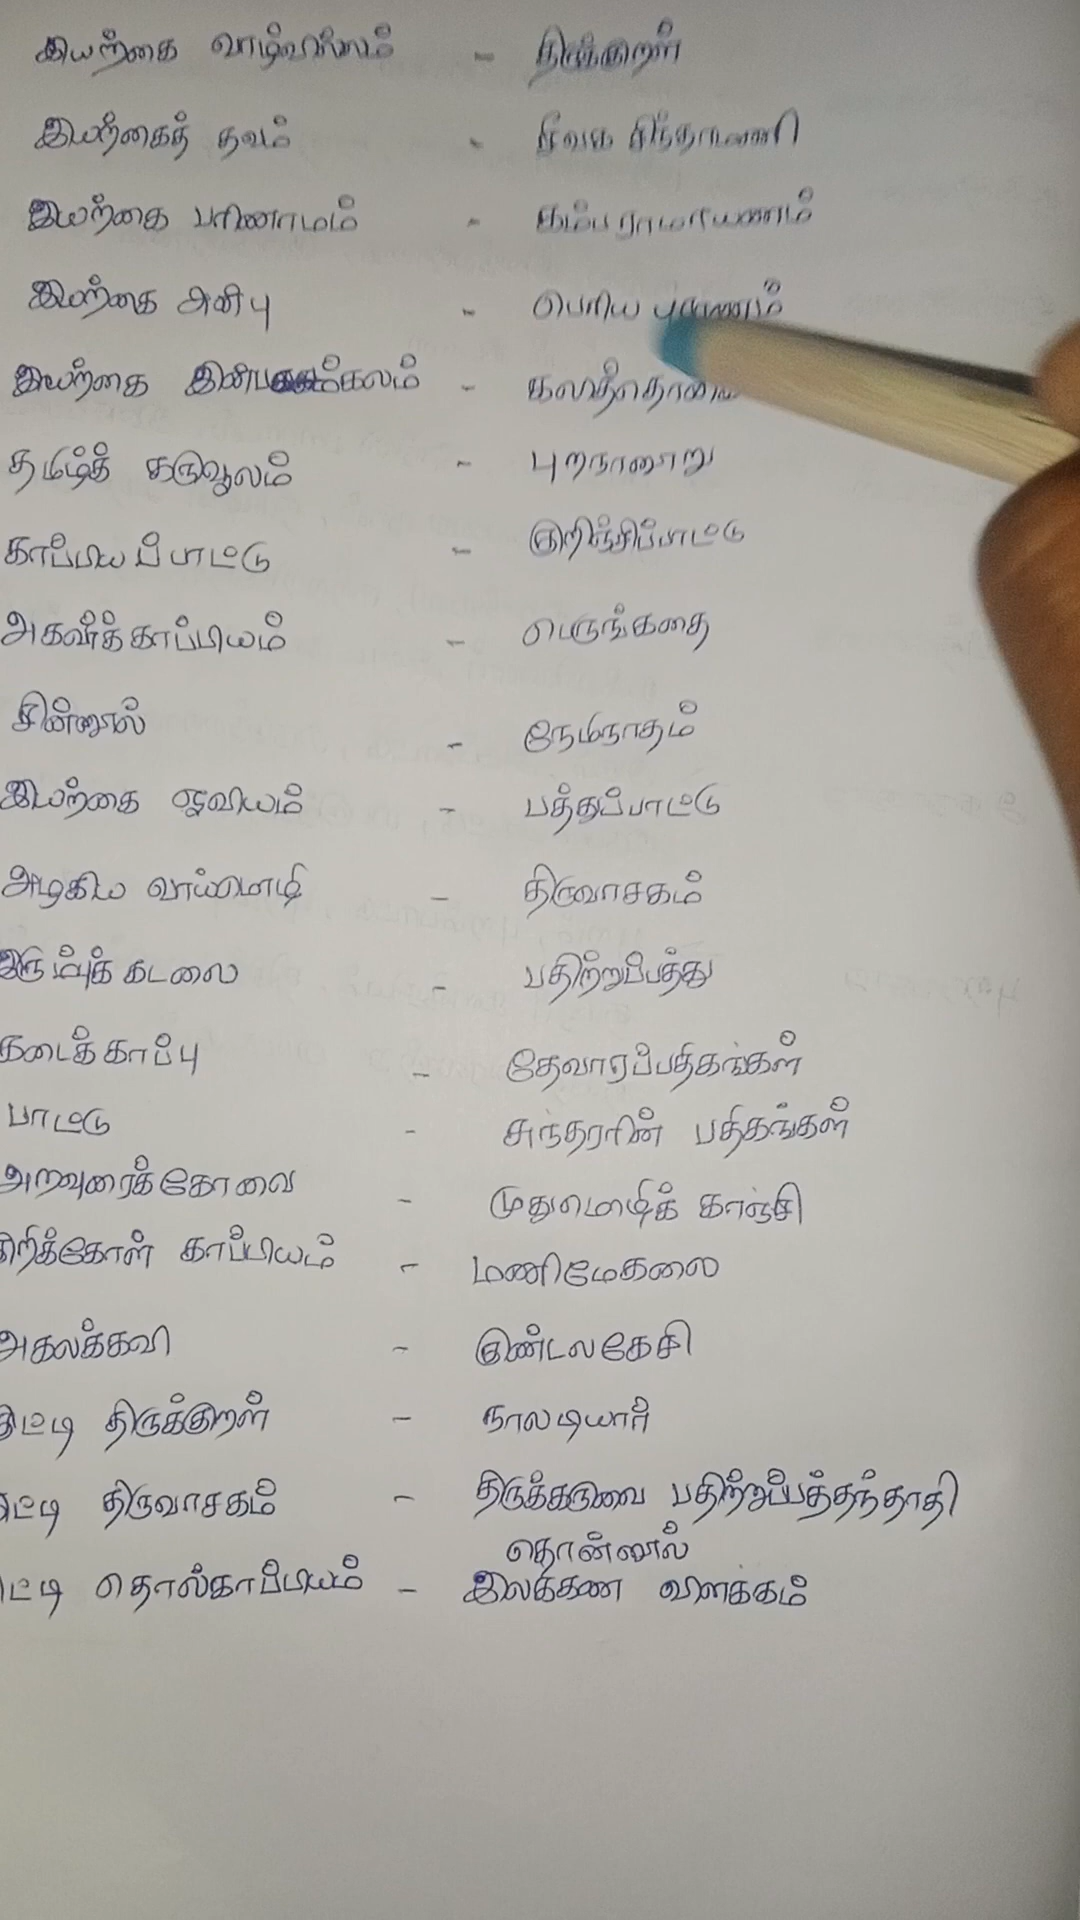 இயற்கை வாழ்வில்லம் - திருக்குறள்
இயற்கைத் தவம் - சீவக சிந்தாமணி
இயற்கை பரிணாமம் - கம்பராமாயணம்
இயற்கை அன்பு - பெரிய புராணம்
இயற்கை இன்பக்கலம் - கலித்தொகை
தமிழ்க் கருவூலம் - புறநானூறு
காப்பியப்பாட்டு - குறிஞ்சிப்பாட்டு
அகவற்காப்பியம் - பெருங்கதை
சின்னூல் - நேமிநாதம்
இயற்கை ஓவியம் - பத்துப்பாட்டு
அழகிய வாய்மொழி - திருவாசகம்
இரும்புக் கடலை - பதிற்றுப்பத்து
கடைக்காப்பு - தேவாரப்பதிகங்கள்
பாட்டு - சுந்தரரின் பதிகங்கள்
அறவுரைக்கோவை - முதுமொழிக் காஞ்சி
காப்பியம் - மணிமேகலை
அகலக்கவி - குண்டலகேசி
குட்டி திருக்குறள் - நாலடியார்
குட்டி திருவாசகம் - திருக்கருவை பதிற்றுப்பத்தந்தாதி
தொன்னூல்
குட்டி தொல்காப்பியம் - இலக்கண விளக்கம்